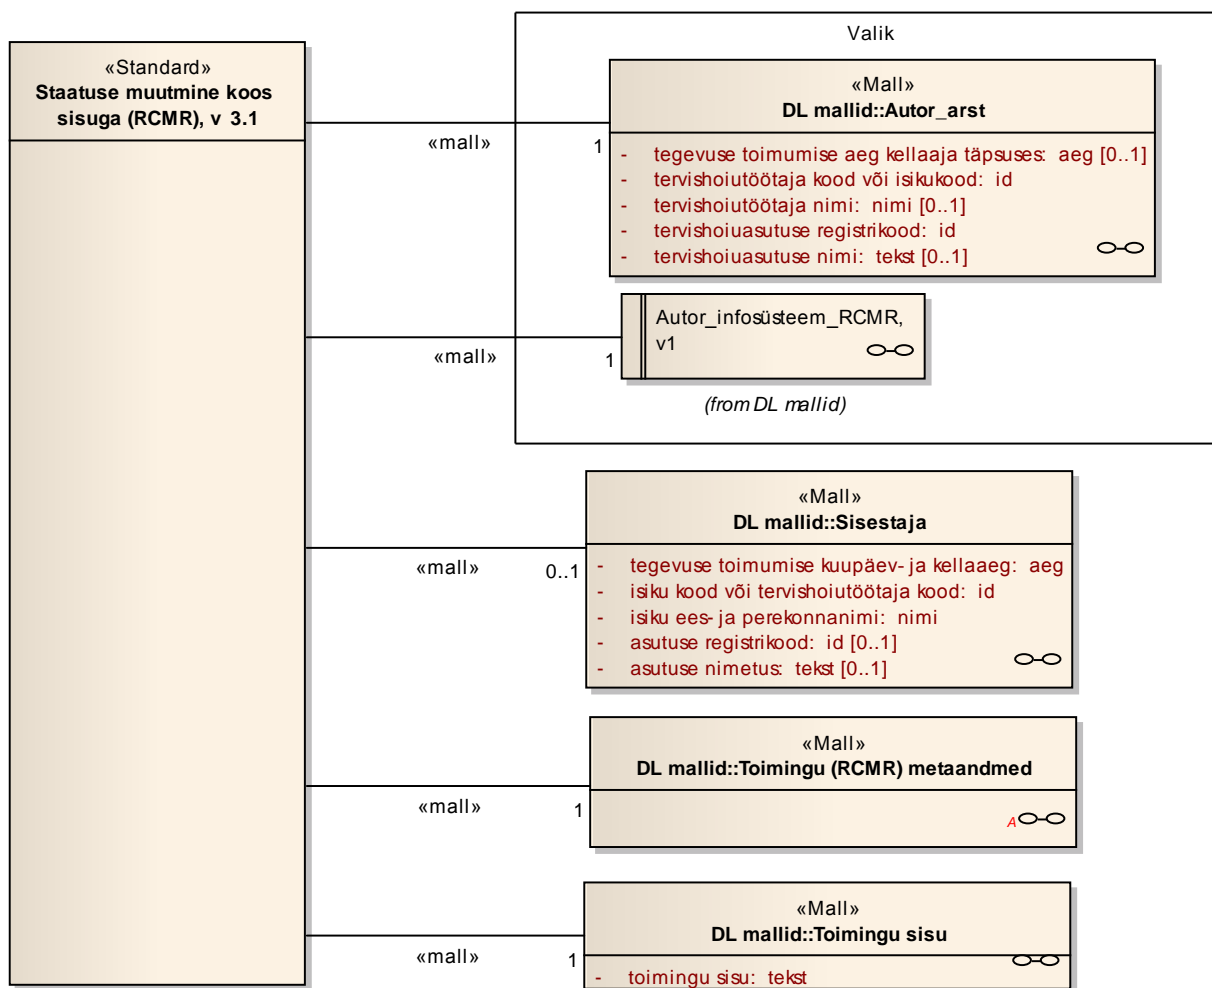 «Standard»
Staatuse muutmine koos
sisuga (RCMR), v 3.1
Valik
«mall»
1
«Mall»
DL mallid::Autor_arst
- tegevuse toimumise aeg kellaaja täpsuses: aeg [0..1]
- tervishoiutöötaja kood või isikukood: id
- tervishoiutöötaja nimi: nimi [0..1]
- tervishoiuasutuse registrikood: id
- tervishoiuasutuse nimi: tekst [0..1]
«mall»
1
Autor_infosüsteem_RCMR,
v1
(from DL mallid)
«mall»
0..1
«Mall»
DL mallid::Sisestaja
- tegevuse toimumise kuupäev- ja kellaaeg: aeg
- isiku kood või tervishoiutöötaja kood: id
- isiku ees- ja perekonnanimi: nimi
- asutuse registrikood: id [0..1]
- asutuse nimetus: tekst [0..1]
«mall»
1
«Mall»
DL mallid::Toimingu (RCMR) metaandmed
A
«mall»
1
«Mall»
DL mallid::Toimingu sisu
- toimingu sisu: tekst